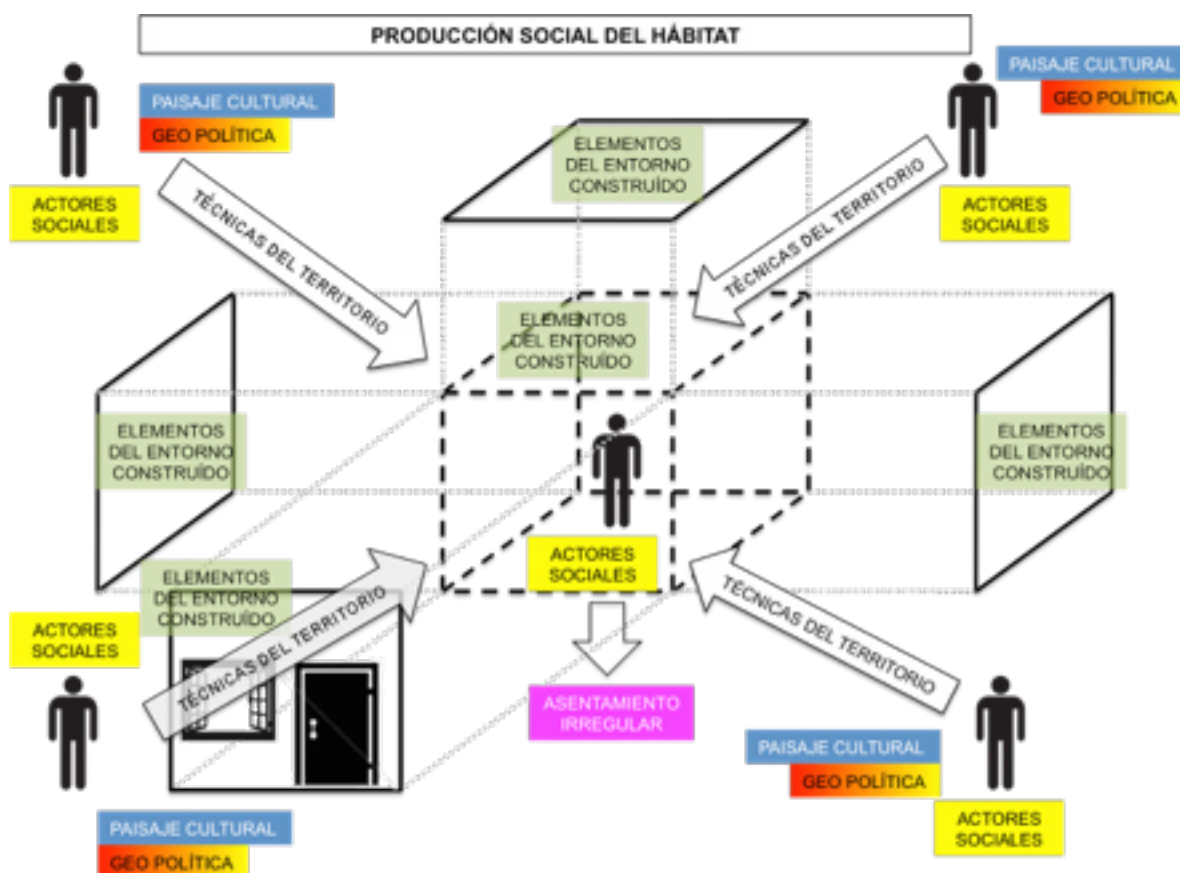 PRODUCCIÓN SOCIAL DEL HÁBITAT
PAISAJE CULTURAL
GEO POLÍTICA
ACTORES
SOCIALES
TÉCNICAS DEL TERRITORIO
ELEMENTOS
DEL ENTORNO
CONSTRUÍDO
PAISAJE CULTURAL
GEO POLÍTICA
ACTORES
SOCIALES
TÉCNICAS DEL TERRITORIO
ELEMENTOS
DEL ENTORNO
CONSTRUÍDO
ELEMENTOS
DEL ENTORNO
CONSTRUÍDO
ELEMENTOS
DEL ENTORNO
CONSTRUÍDO
ACTORES
SOCIALES
ELEMENTOS
DEL ENTORNO
CONSTRUÍDO
TÉCNICAS DEL TERRITORIO
ACTORES
SOCIALES
TÉCNICAS DEL TERRITORIO
ASENTAMIENTO
IRREGULAR
PAISAJE CULTURAL
GEO POLÍTICA
ACTORES
SOCIALES
PAISAJE CULTURAL
GEO POLÍTICA